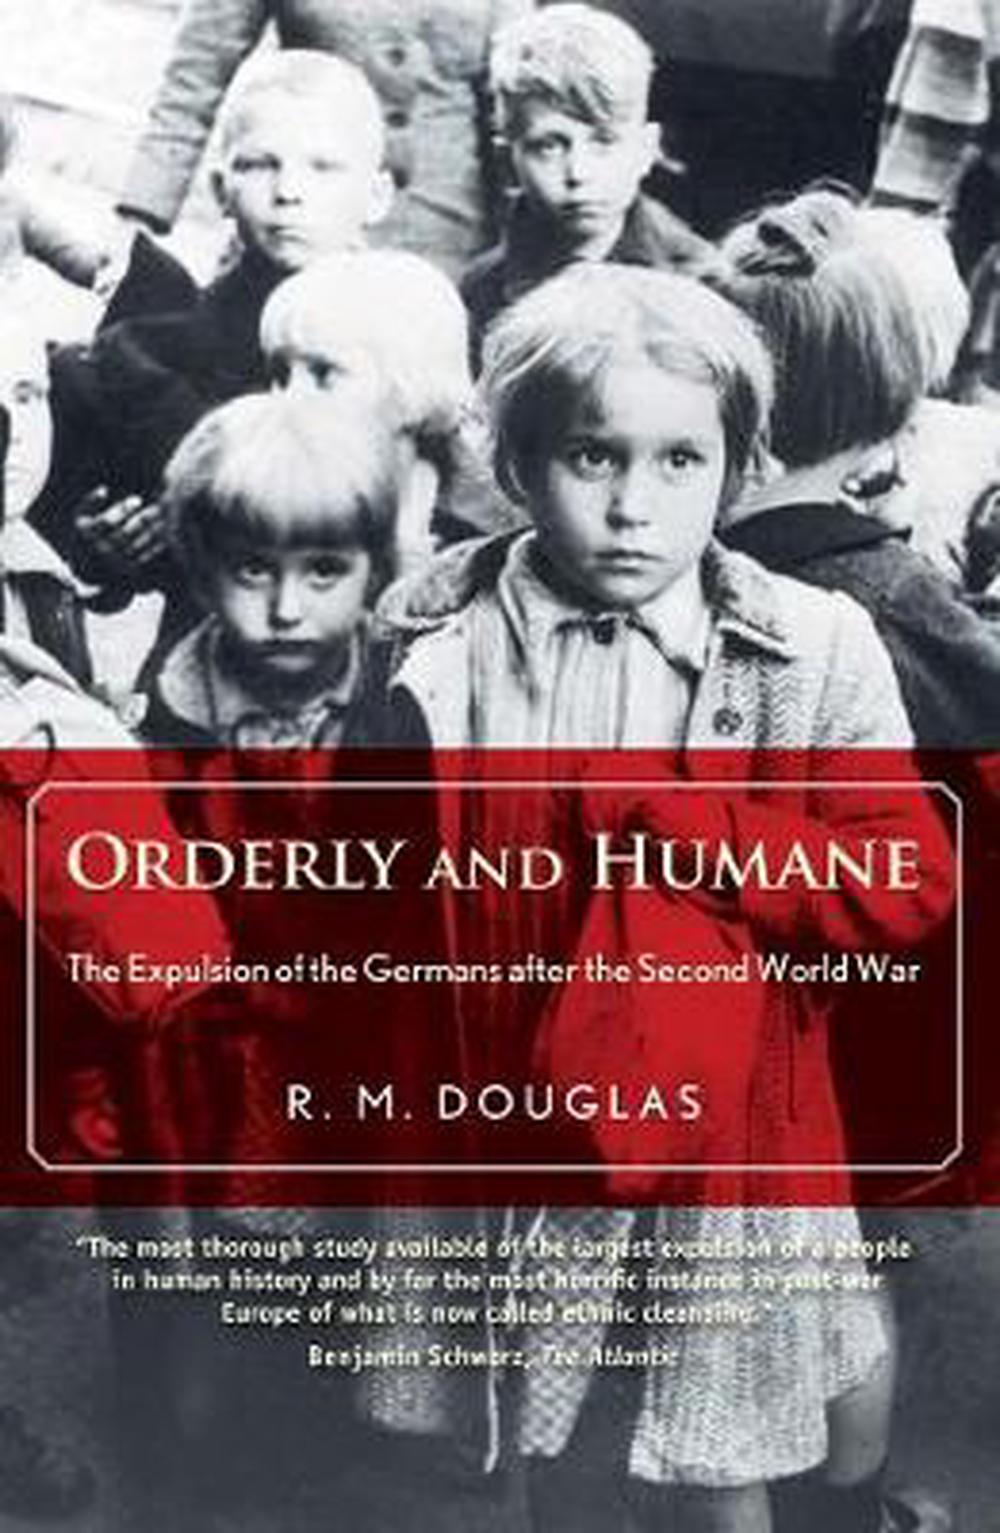 ORDERLY AND HUMANE
The Expulsion of the Germans after the Second World War
R. M. DOUGLAS
"The most thorough study available of the largest expulsion of a people
in human history and by far the most horrific instance in post-war
Europe of what is now called ethnic cleansing."
Benjamin Schwarz, The Atlantic